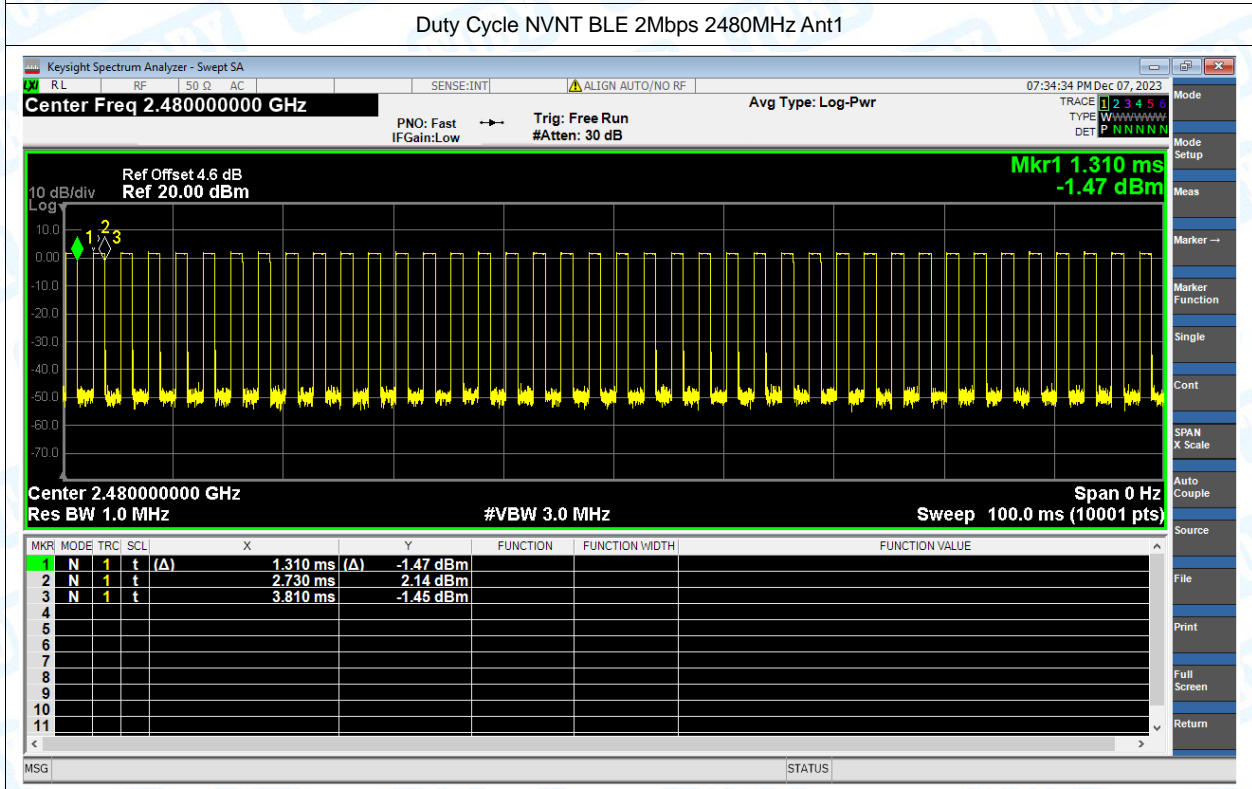 Duty Cycle NVNT BLE 2Mbps 2480MHz Ant1
Keysight Spectrum Analyzer - Swept SA
LXI RL RF 50 Ω AC SENSE:INT ALIGN AUTO/NO RF 07:34:34 PM Dec 07, 2023
Center Freq 2.480000000 GHz Avg Type: Log-Pwr TRACE 1 2 3 4 5 6
PNO: Fast Trig: Free Run TYPE WWWWWW
IFGain:Low #Atten: 30 dB DET P N N N N N
Mkr1 1.310 ms
-1.47 dBm
Ref Offset 4.6 dB
10 dB/div Ref 20.00 dBm
Log
10.0
0.00
-10.0
-20.0
-30.0
-40.0
-50.0
-60.0
-70.0
1 2 3
Center 2.480000000 GHz Span 0 Hz
Res BW 1.0 MHz #VBW 3.0 MHz Sweep 100.0 ms (10001 pts)
MKR MODE TRC SCL X Y FUNCTION FUNCTION WIDTH FUNCTION VALUE
1 N 1 t (Δ) 1.310 ms (Δ) -1.47 dBm
2 N 1 t 2.730 ms 2.14 dBm
3 N 1 t 3.810 ms -1.45 dBm
4
5
6
7
8
9
10
11
MSG STATUS
Mode
Mode
Setup
Meas
Marker→
Marker
Function
Single
Cont
SPAN
X Scale
Auto
Couple
Source
File
Print
Full
Screen
Return